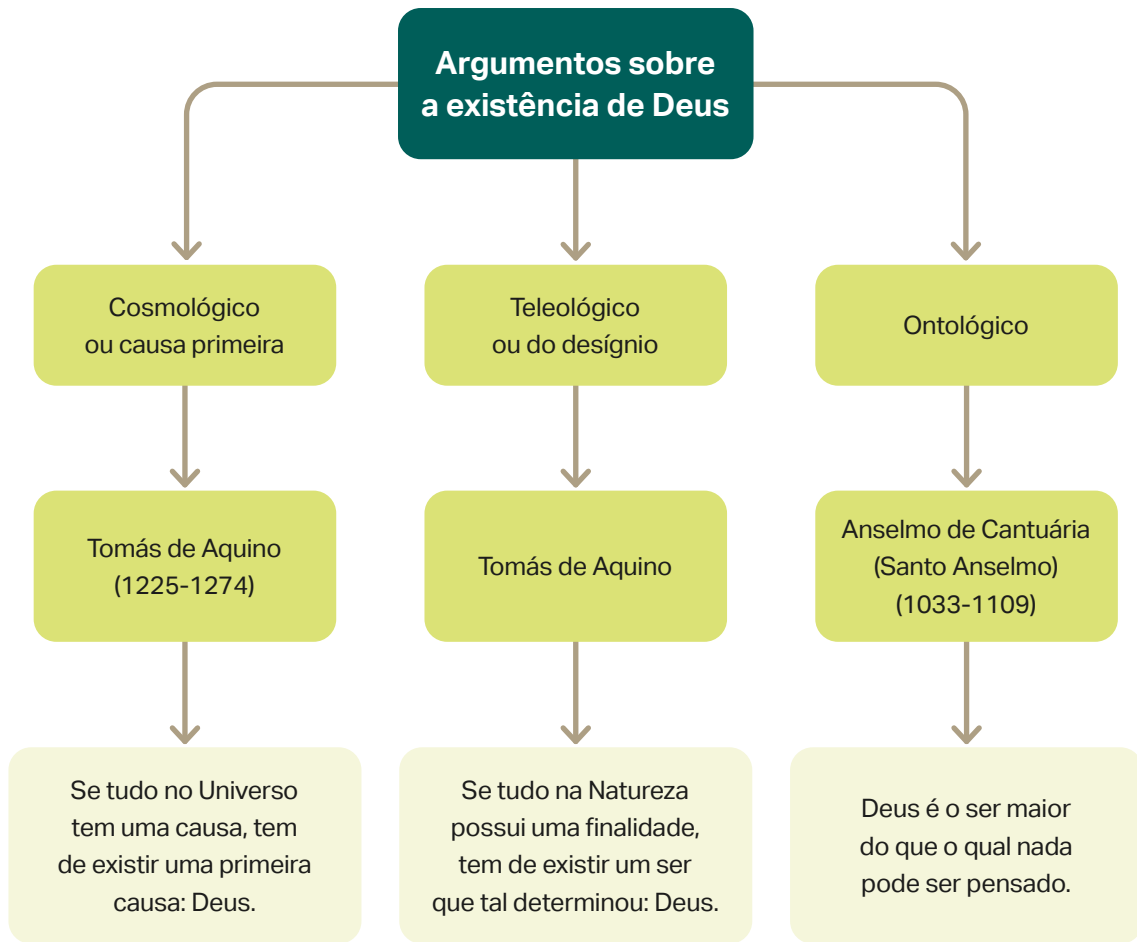 Argumentos sobre
a existência de Deus
Cosmológico
ou causa primeira
Teleológico
ou do desígnio
Ontológico
Tomás de Aquino
(1225-1274)
Tomás de Aquino
Anselmo de Cantuária
(Santo Anselmo)
(1033-1109)
Se tudo no Universo
tem uma causa, tem
de existir uma primeira
causa: Deus.
Se tudo na Natureza
possui uma finalidade,
tem de existir um ser
que tal determinou: Deus.
Deus é o ser maior
do que o qual nada
pode ser pensado.